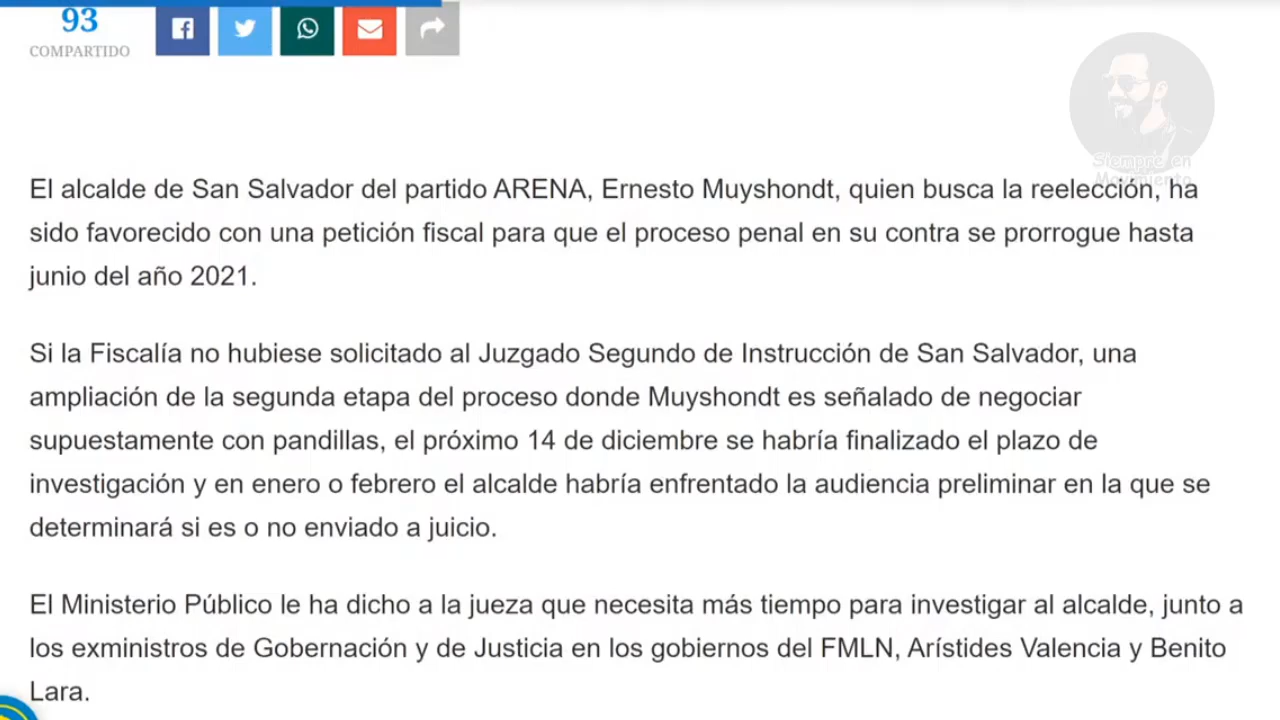 93
COMPARTIDO
Siempre en
Movimiento
El alcalde de San Salvador del partido ARENA, Ernesto Muyshondt, quien busca la reelección, ha
sido favorecido con una petición fiscal para que el proceso penal en su contra se prorrogue hasta
junio del año 2021.
Si la Fiscalía no hubiese solicitado al Juzgado Segundo de Instrucción de San Salvador, una
ampliación de la segunda etapa del proceso donde Muyshondt es señalado de negociar
supuestamente con pandillas, el próximo 14 de diciembre se habría finalizado el plazo de
investigación y en enero o febrero el alcalde habría enfrentado la audiencia preliminar en la que se
determinará si es o no enviado a juicio.
El Ministerio Público le ha dicho a la jueza que necesita más tiempo para investigar al alcalde, junto a
los exministros de Gobernación y de Justicia en los gobiernos del FMLN, Arístides Valencia y Benito
Lara.